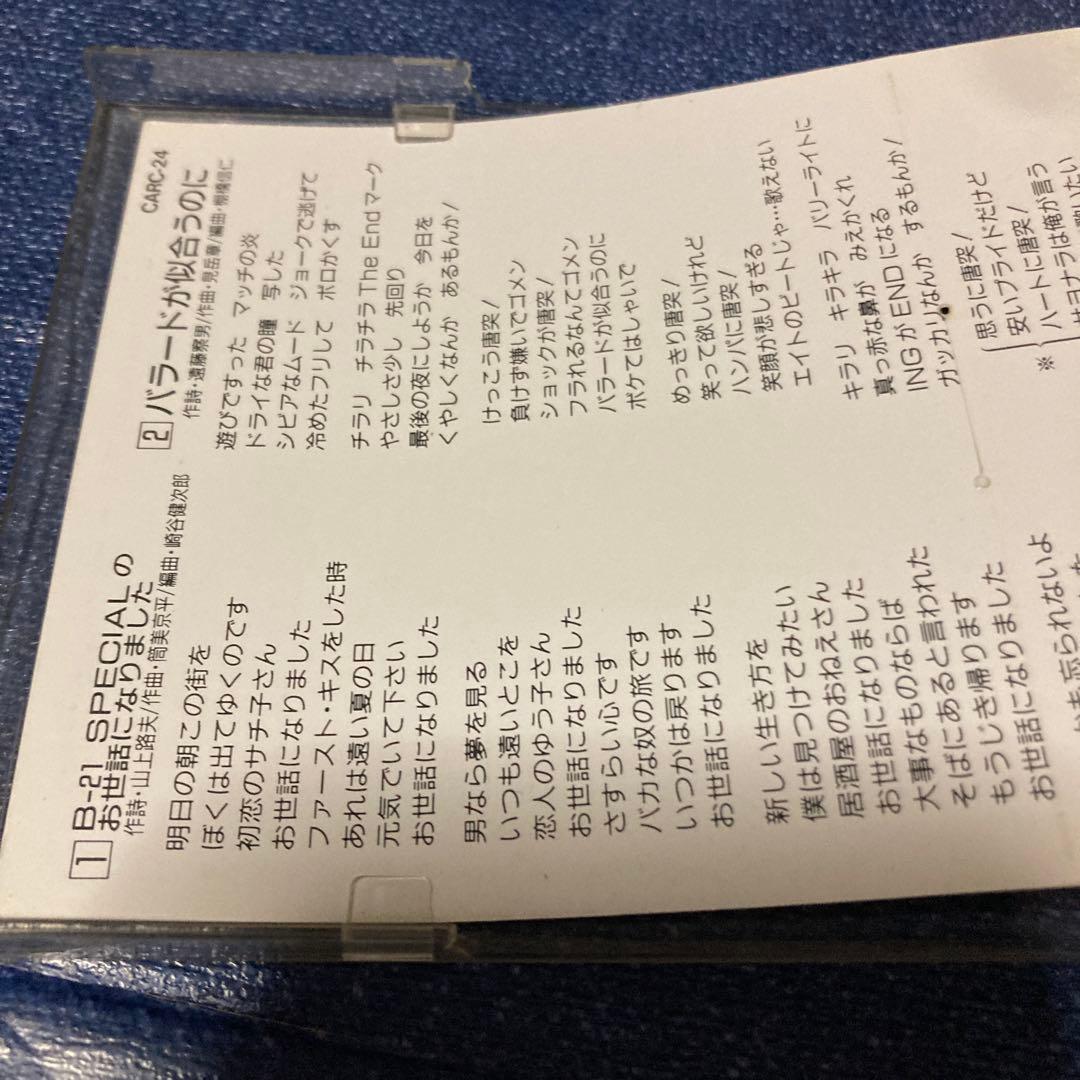 CARC-24
1 B-21 SPECIALの
お世話になりました
作詩・山上路夫/作曲・筒美京平/編曲・崎谷健次郎
明日の朝この街を
ぼくは出てゆくのです
初恋のサチ子さん
お世話になりました
ファースト・キスをした時
あれは遠い夏の日
元気でいて下さい
お世話になりました
男なら夢を見る
いつも遠いとこを
恋人のゆう子さん
お世話になりました
さすらい心です
バカな奴の旅です
いつかは戻ります
お世話になりました
新しい生き方を
僕は見つけてみたい
居酒屋のおねえさん
お世話になりました
大事なものならば
そばにあると言われた
もうじき帰ります
お世話になりました
忘られないよ
2 バラードが似合うのに
作詩・遠藤察男/作曲・見岳章/編曲・棚橋信仁
遊びですった マッチの炎
ドライな君の瞳 写した
シビアなムード ジョークで逃げて
冷めたフリして ボロかくす
チラリ チラチラ The Endマーク
やさしさ少し 先回り
最後の夜にしようか 今日を
くやしくなんか あるもんか/
けっこう唐突/
負けず嫌いでゴメン
ショックが唐突/
フラれるなんてゴメン
バラードが似合うのに
ボケてはしゃいで
めっきり唐突/
笑って欲しいけれど
ハンパに唐突/
笑顔が悲しすぎる
エイトのビートじゃ…歌えない
キラリ キラキラ バリーライトに
真っ赤な鼻が みえかくれ
INGがENDになる
ガッカリなんか するもんか/
思うに唐突/
安いプライドだけど
※ ハートに唐突/
サヨナラは俺が言う